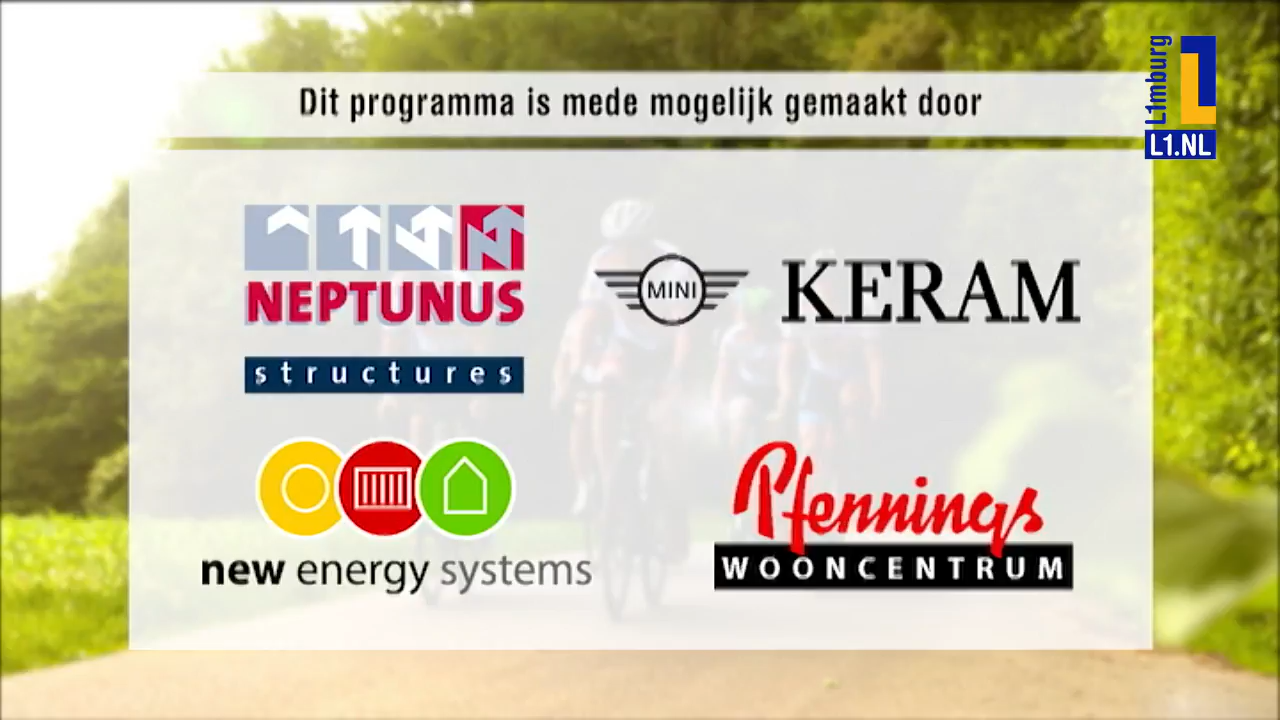 Dit programma is mede mogelijk gemaakt door
L1mburg
L1.NL
NEPTUNUS
structures
MINI
KERAM
new energy systems
Pfennings
WOONCENTRUM